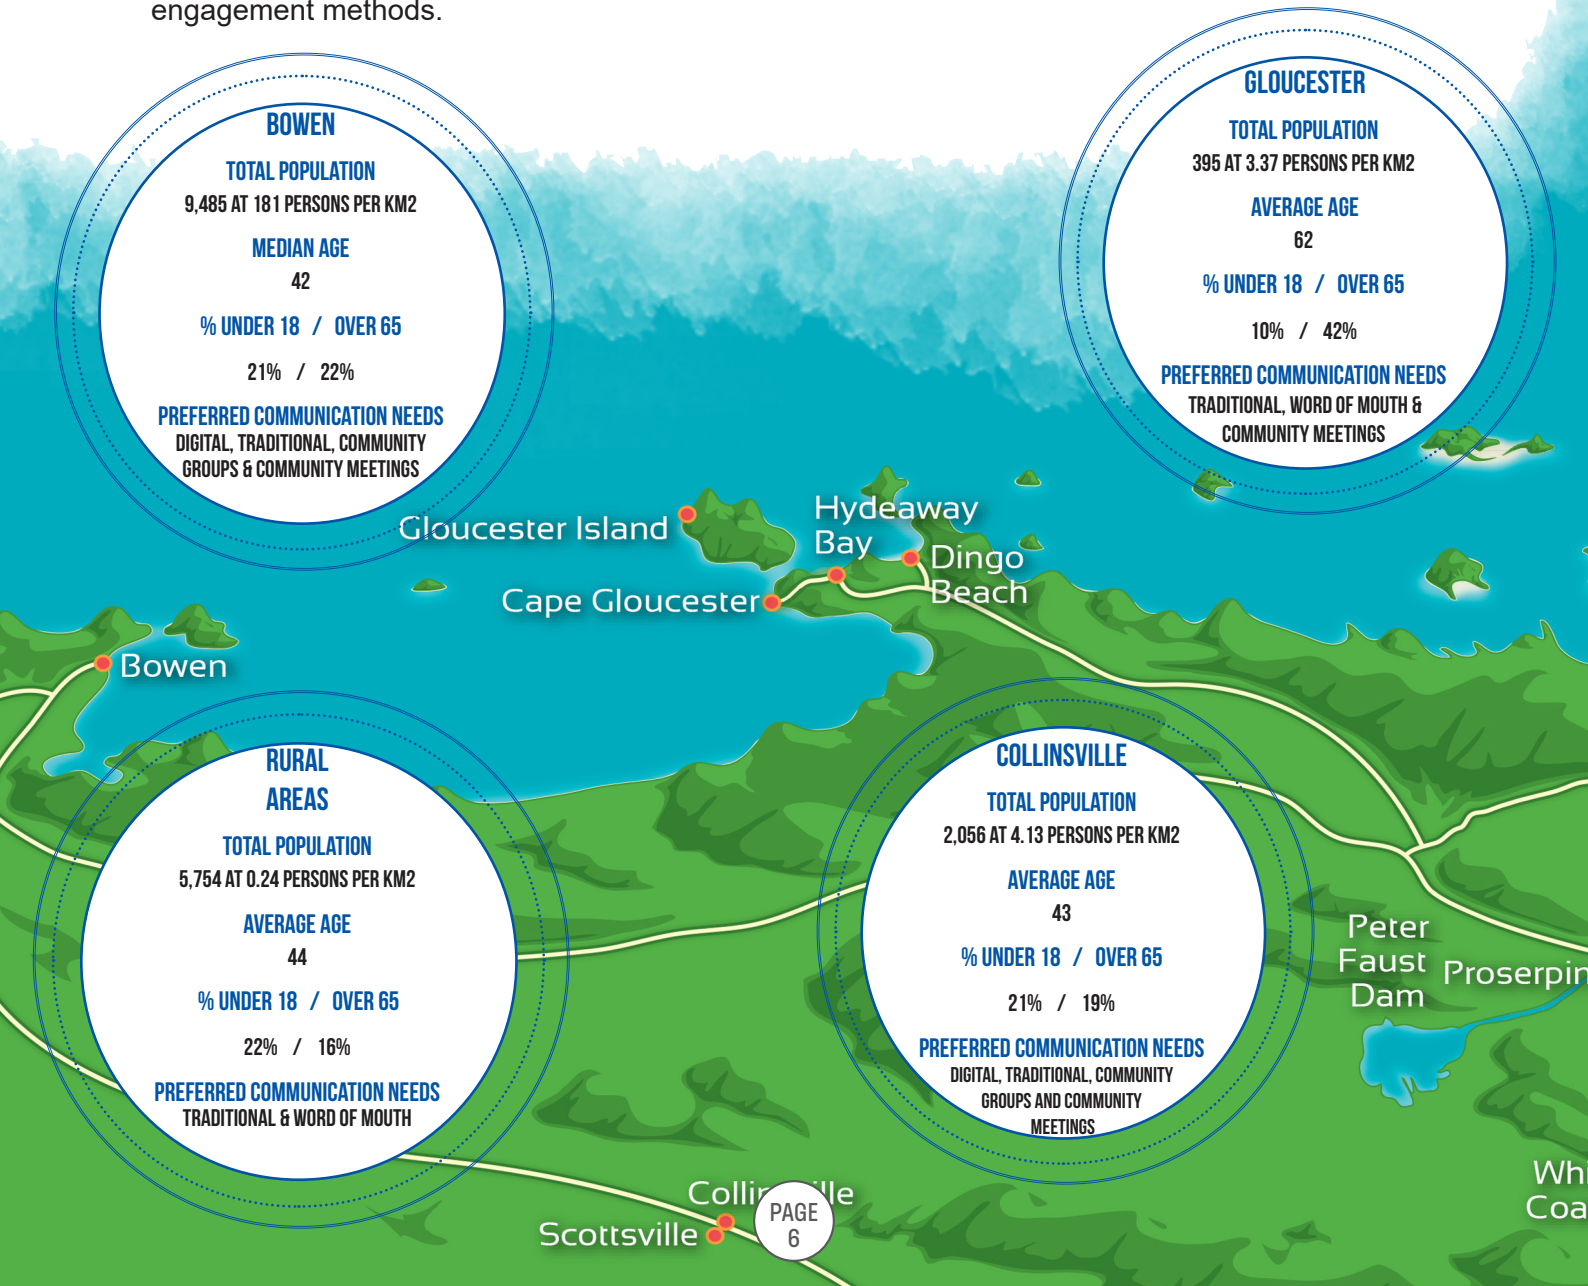 engagement methods.
BOWEN
TOTAL POPULATION
9,485 AT 181 PERSONS PER KM2
MEDIAN AGE
42
% UNDER 18 / OVER 65
21% / 22%
PREFERRED COMMUNICATION NEEDS
DIGITAL, TRADITIONAL, COMMUNITY
GROUPS & COMMUNITY MEETINGS
GLOUCESTER
TOTAL POPULATION
395 AT 3.37 PERSONS PER KM2
AVERAGE AGE
62
% UNDER 18 / OVER 65
10% / 42%
PREFERRED COMMUNICATION NEEDS
TRADITIONAL, WORD OF MOUTH &
COMMUNITY MEETINGS
Gloucester Island
Hydeaway
Bay
Dingo
Beach
Cape Gloucester
Bowen
RURAL
AREAS
TOTAL POPULATION
5,754 AT 0.24 PERSONS PER KM2
AVERAGE AGE
44
% UNDER 18 / OVER 65
22% / 16%
PREFERRED COMMUNICATION NEEDS
TRADITIONAL & WORD OF MOUTH
COLLINSVILLE
TOTAL POPULATION
2,056 AT 4.13 PERSONS PER KM2
AVERAGE AGE
43
% UNDER 18 / OVER 65
21% / 19%
PREFERRED COMMUNICATION NEEDS
DIGITAL, TRADITIONAL, COMMUNITY
GROUPS AND COMMUNITY
MEETINGS
Peter
Faust
Dam
Proserpin
Whi
Coa
Scottsville
PAGE
6